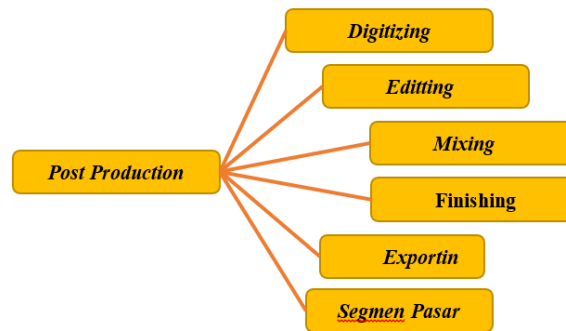 Digitizing
Editting
Mixing
Post Production
Finishing
Exportin
Segmen Pasar